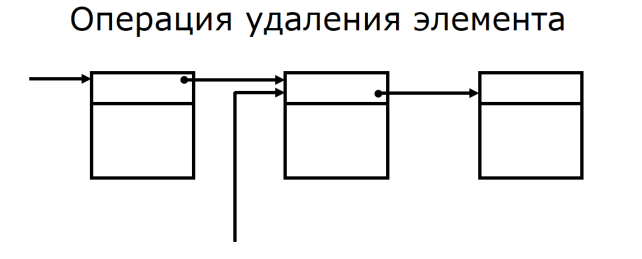 Операция удаления элемента